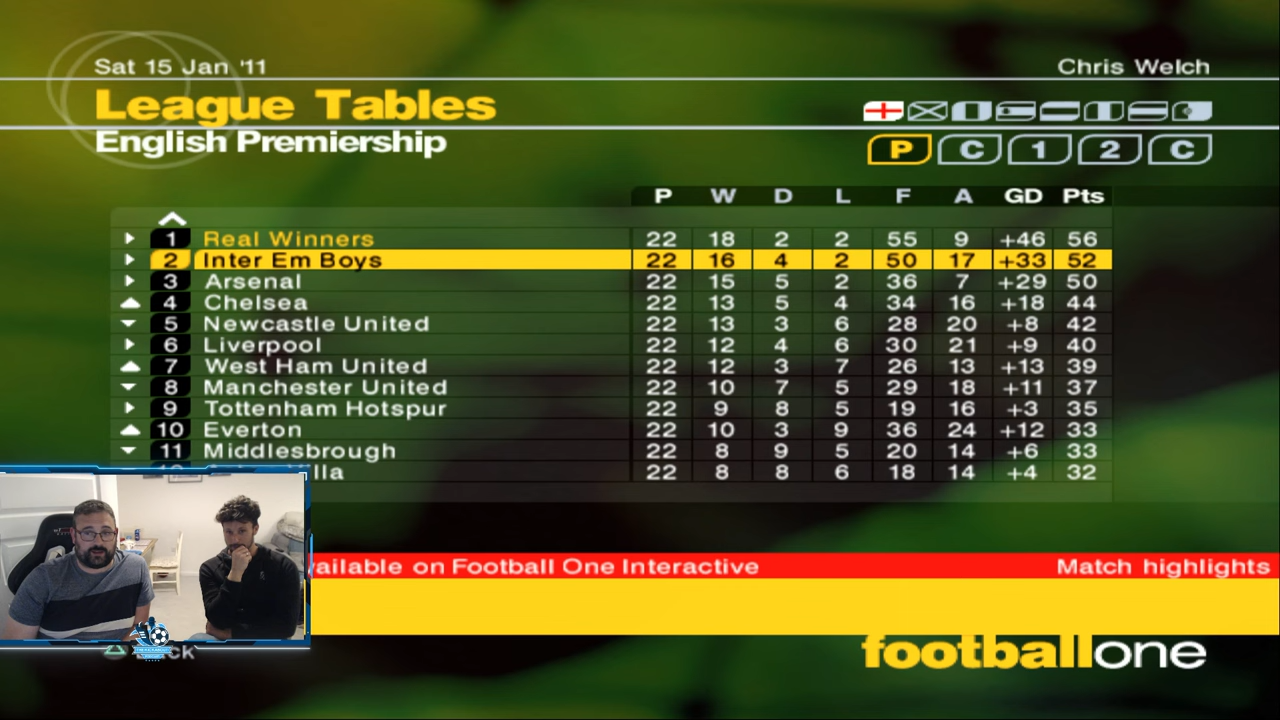 Sat 15 Jan '11 Chris Welch
League Tables
English Premiership P C 1 2 C
P W D L F A GD Pts
1 Real Winners 22 18 2 2 55 9 +46 56
2 Inter Em Boys 22 16 4 2 50 17 +33 52
3 Arsenal 22 15 5 2 36 7 +29 50
4 Chelsea 22 13 5 4 34 16 +18 44
5 Newcastle United 22 13 3 6 28 20 +8 42
6 Liverpool 22 12 4 6 30 21 +9 40
7 West Ham United 22 12 3 7 26 13 +13 39
8 Manchester United 22 10 7 5 29 18 +11 37
9 Tottenham Hotspur 22 9 8 5 19 16 +3 35
10 Everton 22 10 3 9 36 24 +12 33
11 Middlesbrough 22 8 9 5 20 14 +6 33
22 8 8 6 18 14 +4 32
on Football One Interactive Match highlights
footballone